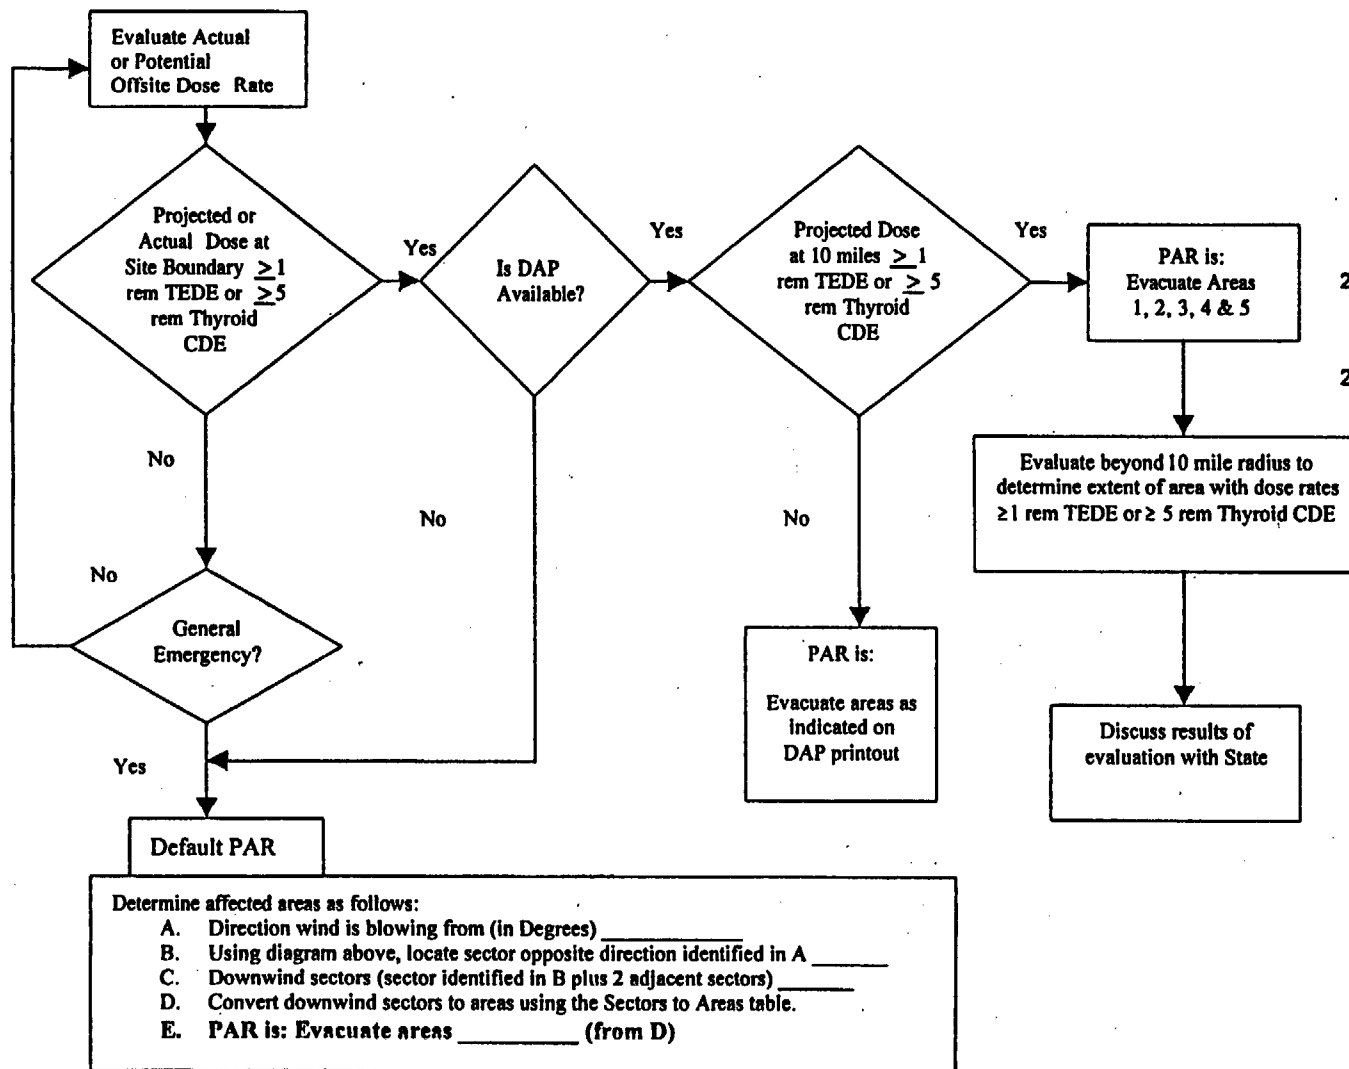 Evaluate Actual
or Potential
Offsite Dose Rate
Projected or
Actual Dose at
Site Boundary ≥1
rem TEDE or ≥5
rem Thyroid
CDE
Yes
Is DAP
Available?
Yes
Projected Dose
at 10 miles ≥ 1
rem TEDE or ≥ 5
rem Thyroid
CDE
Yes
PAR is:
Evacuate Areas
1, 2, 3, 4 & 5
2
2
No
No
No
Evaluate beyond 10 mile radius to
determine extent of area with dose rates
≥1 rem TEDE or ≥ 5 rem Thyroid CDE
No
General
Emergency?
PAR is:
Evacuate areas as
indicated on
DAP printout
Discuss results of
evaluation with State
Yes
Default PAR
Determine affected areas as follows:
A. Direction wind is blowing from (in Degrees) ____________
B. Using diagram above, locate sector opposite direction identified in A ______
C. Downwind sectors (sector identified in B plus 2 adjacent sectors) ______
D. Convert downwind sectors to areas using the Sectors to Areas table.
E. PAR is: Evacuate areas __________ (from D)